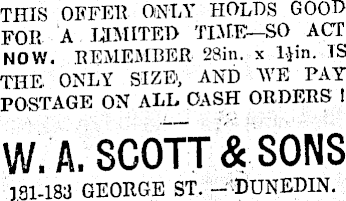 THIS OFFER ONLY HOLDS GOOD
FOR A LIMITED TIME—SO ACT
NOW. REMEMBER 28in. x 1¼in. IS
THE ONLY SIZE, AND WE PAY
POSTAGE ON ALL CASH ORDERS !
W. A. SCOTT & SONS
181-183 GEORGE ST. — DUNEDIN.